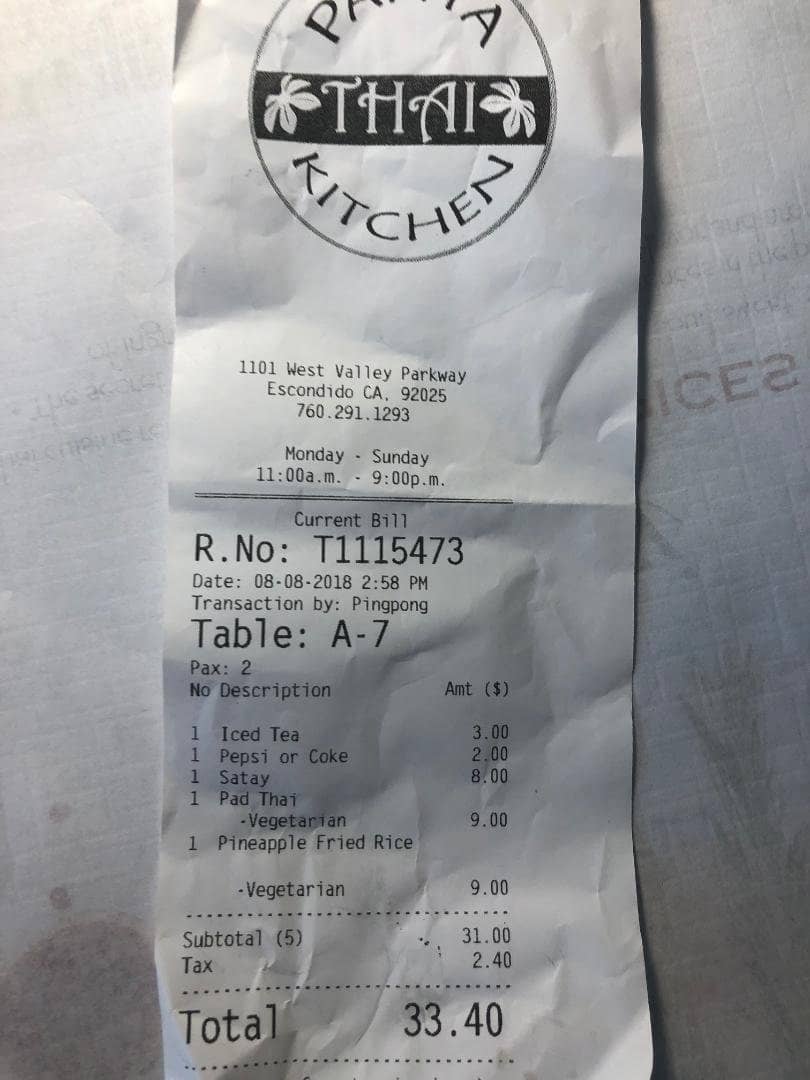 THAI
KITCHEN
1101 West Valley Parkway
Escondido CA, 92025
760.291.1293
Monday - Sunday
11:00a.m. - 9:00p.m.
Current Bill
R.No: T1115473
Date: 08-08-2018 2:58 PM
Transaction by: Pingpong
Table: A-7
Pax: 2
No Description Amt ($)
1 Iced Tea 3.00
1 Pepsi or Coke 2.00
1 Satay 8.00
1 Pad Thai
-Vegetarian 9.00
1 Pineapple Fried Rice
-Vegetarian 9.00
Subtotal (5) 31.00
Tax 2.40
Total 33.40